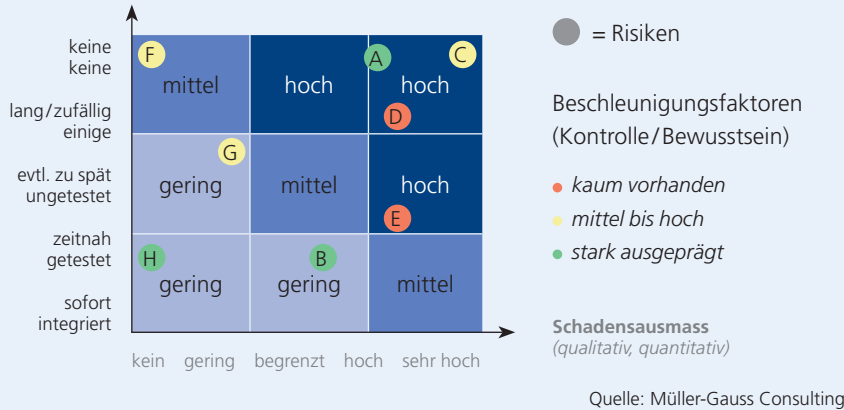 keine
keine
lang/zufällig
einige
evtl. zu spät
ungetestet
zeitnah
getestet
sofort
integriert
F
A
C
mittel
hoch
hoch
D
G
gering
mittel
hoch
E
H
B
gering
gering
mittel
kein gering begrenzt hoch sehr hoch
= Risiken
Beschleunigungsfaktoren
(Kontrolle/Bewusstsein)
• kaum vorhanden
• mittel bis hoch
• stark ausgeprägt
Schadensausmass
(qualitativ, quantitativ)
Quelle: Müller-Gauss Consulting